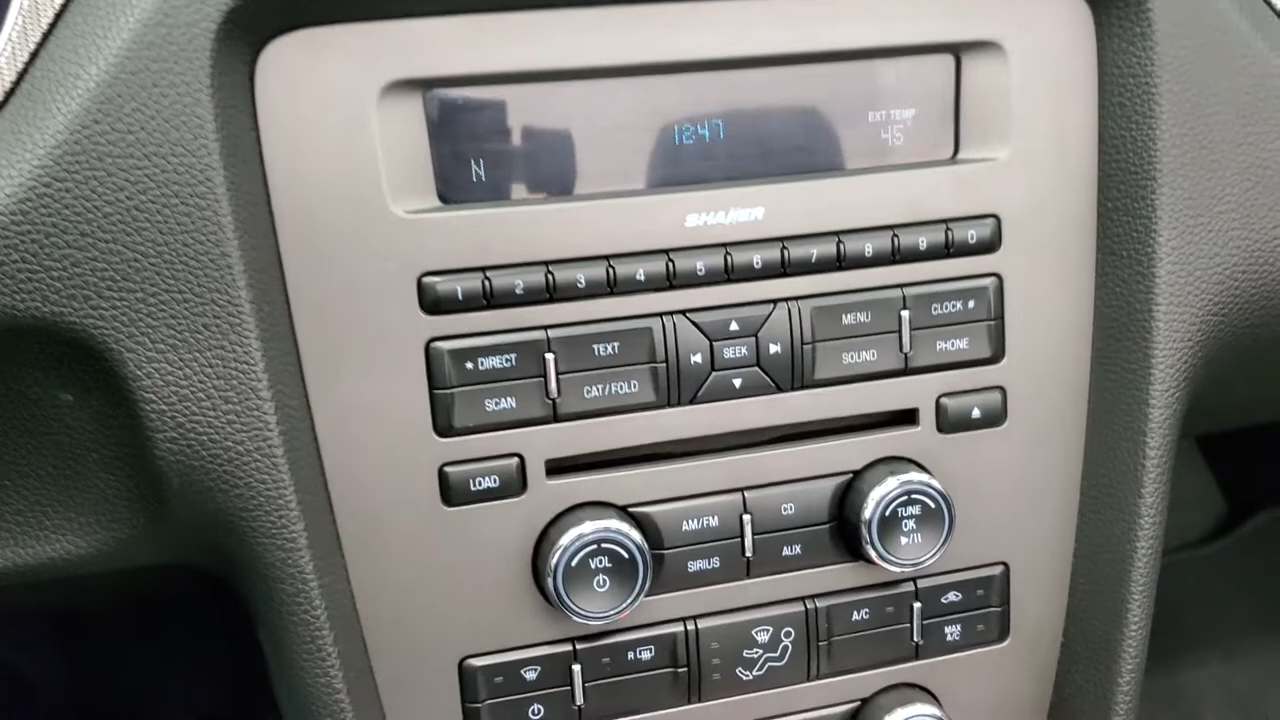 N
12:47
EXT TEMP
45°
SHAKER
1 2 3 4 5 6 7 8 9 0
* DIRECT
TEXT
SCAN
CAT/FOLD
SEEK
MENU
CLOCK #
SOUND
PHONE
LOAD
AM/FM
CD
SIRIUS
AUX
VOL
TUNE
OK
R
A/C
MAX
A/C